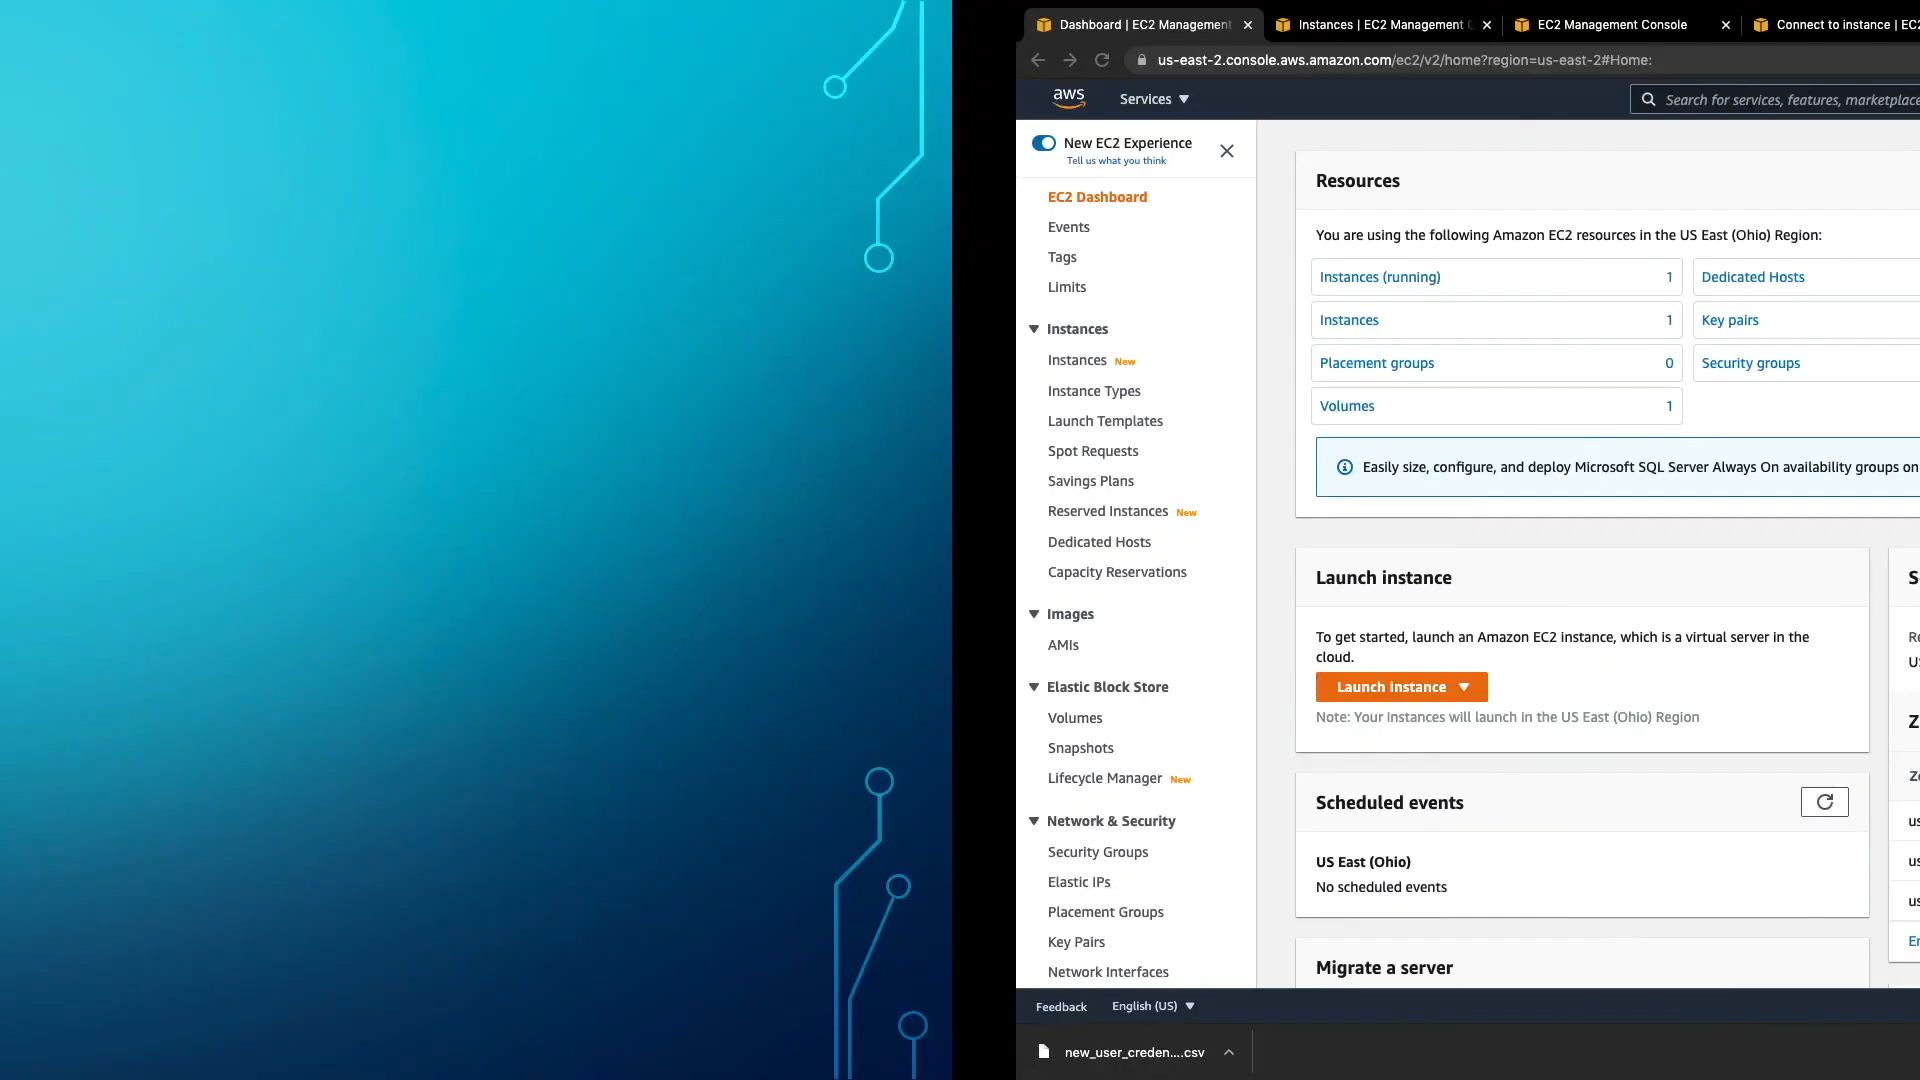 Dashboard | EC2 Management
Instances | EC2 Management
EC2 Management Console
Connect to instance | EC2
us-east-2.console.aws.amazon.com/ec2/v2/home?region=us-east-2#Home:
aws
Services
Search for services, features, marketplace
New EC2 Experience
Tell us what you think
EC2 Dashboard
Events
Tags
Limits
Instances
Instances New
Instance Types
Launch Templates
Spot Requests
Savings Plans
Reserved Instances New
Dedicated Hosts
Capacity Reservations
Images
AMIs
Elastic Block Store
Volumes
Snapshots
Lifecycle Manager New
Network & Security
Security Groups
Elastic IPs
Placement Groups
Key Pairs
Network Interfaces
Resources
You are using the following Amazon EC2 resources in the US East (Ohio) Region:
Instances (running) 1
Dedicated Hosts
Instances 1
Key pairs
Placement groups 0
Security groups
Volumes 1
Easily size, configure, and deploy Microsoft SQL Server Always On availability groups on
Launch instance
To get started, launch an Amazon EC2 instance, which is a virtual server in the
cloud.
Launch instance
Note: Your instances will launch in the US East (Ohio) Region
Scheduled events
US East (Ohio)
No scheduled events
Migrate a server
Feedback
English (US)
new_user_creden....csv